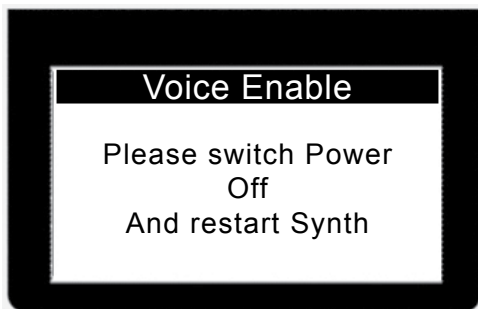 Voice Enable
Please switch Power
Off
And restart Synth